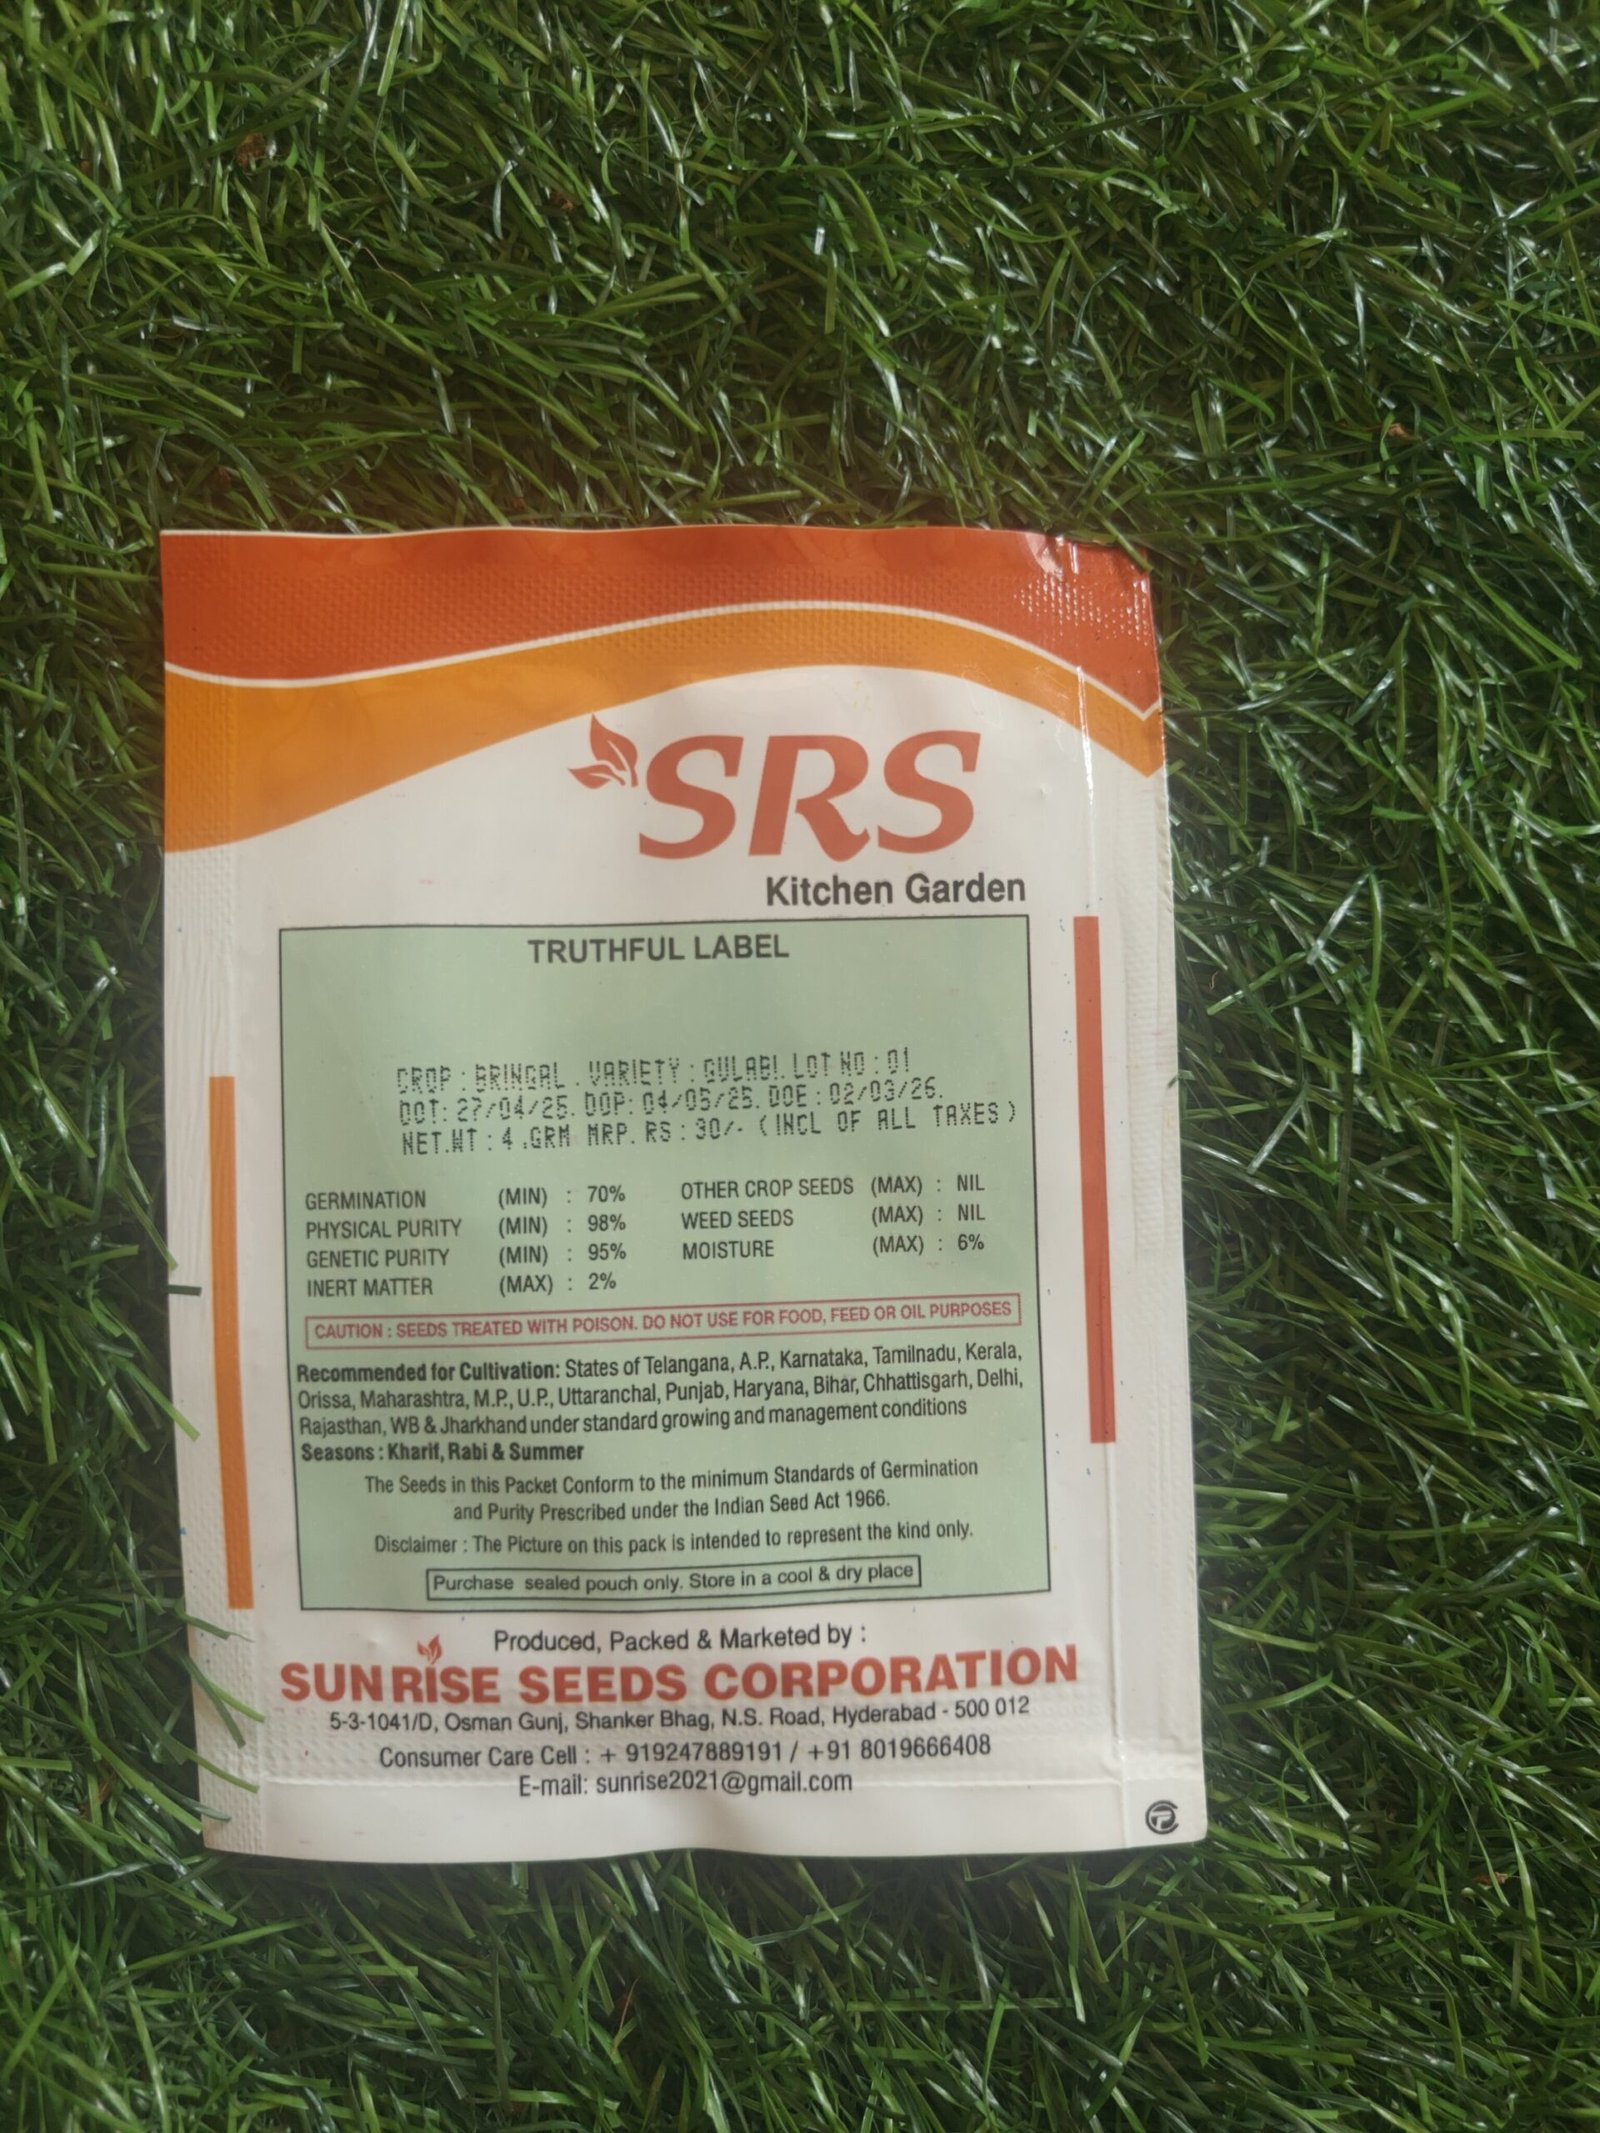 SRS
Kitchen Garden
TRUTHFUL LABEL
CROP : BRINGAL . VARIETY : GULABI. LOT NO : 01
DOT: 27/04/25. DOP: 04/05/25. DOE : 02/03/26.
NET.WT : 4 .GRM MRP. RS : 30/- (INCL OF ALL TAXES)
GERMINATION (MIN) : 70% OTHER CROP SEEDS (MAX) : NIL
PHYSICAL PURITY (MIN) : 98% WEED SEEDS (MAX) : NIL
GENETIC PURITY (MIN) : 95% MOISTURE (MAX) : 6%
INERT MATTER (MAX) : 2%
CAUTION : SEEDS TREATED WITH POISON. DO NOT USE FOR FOOD, FEED OR OIL PURPOSES
Recommended for Cultivation: States of Telangana, A.P., Karnataka, Tamilnadu, Kerala,
Orissa, Maharashtra, M.P., U.P., Uttaranchal, Punjab, Haryana, Bihar, Chhattisgarh, Delhi,
Rajasthan, WB & Jharkhand under standard growing and management conditions
Seasons : Kharif, Rabi & Summer
The Seeds in this Packet Conform to the minimum Standards of Germination
and Purity Prescribed under the Indian Seed Act 1966.
Disclaimer : The Picture on this pack is intended to represent the kind only.
Purchase sealed pouch only. Store in a cool & dry place
Produced, Packed & Marketed by :
SUNRISE SEEDS CORPORATION
5-3-1041/D, Osman Gunj, Shanker Bhag, N.S. Road, Hyderabad - 500 012
Consumer Care Cell : + 919247889191 / +91 8019666408
E-mail: sunrise2021@gmail.com